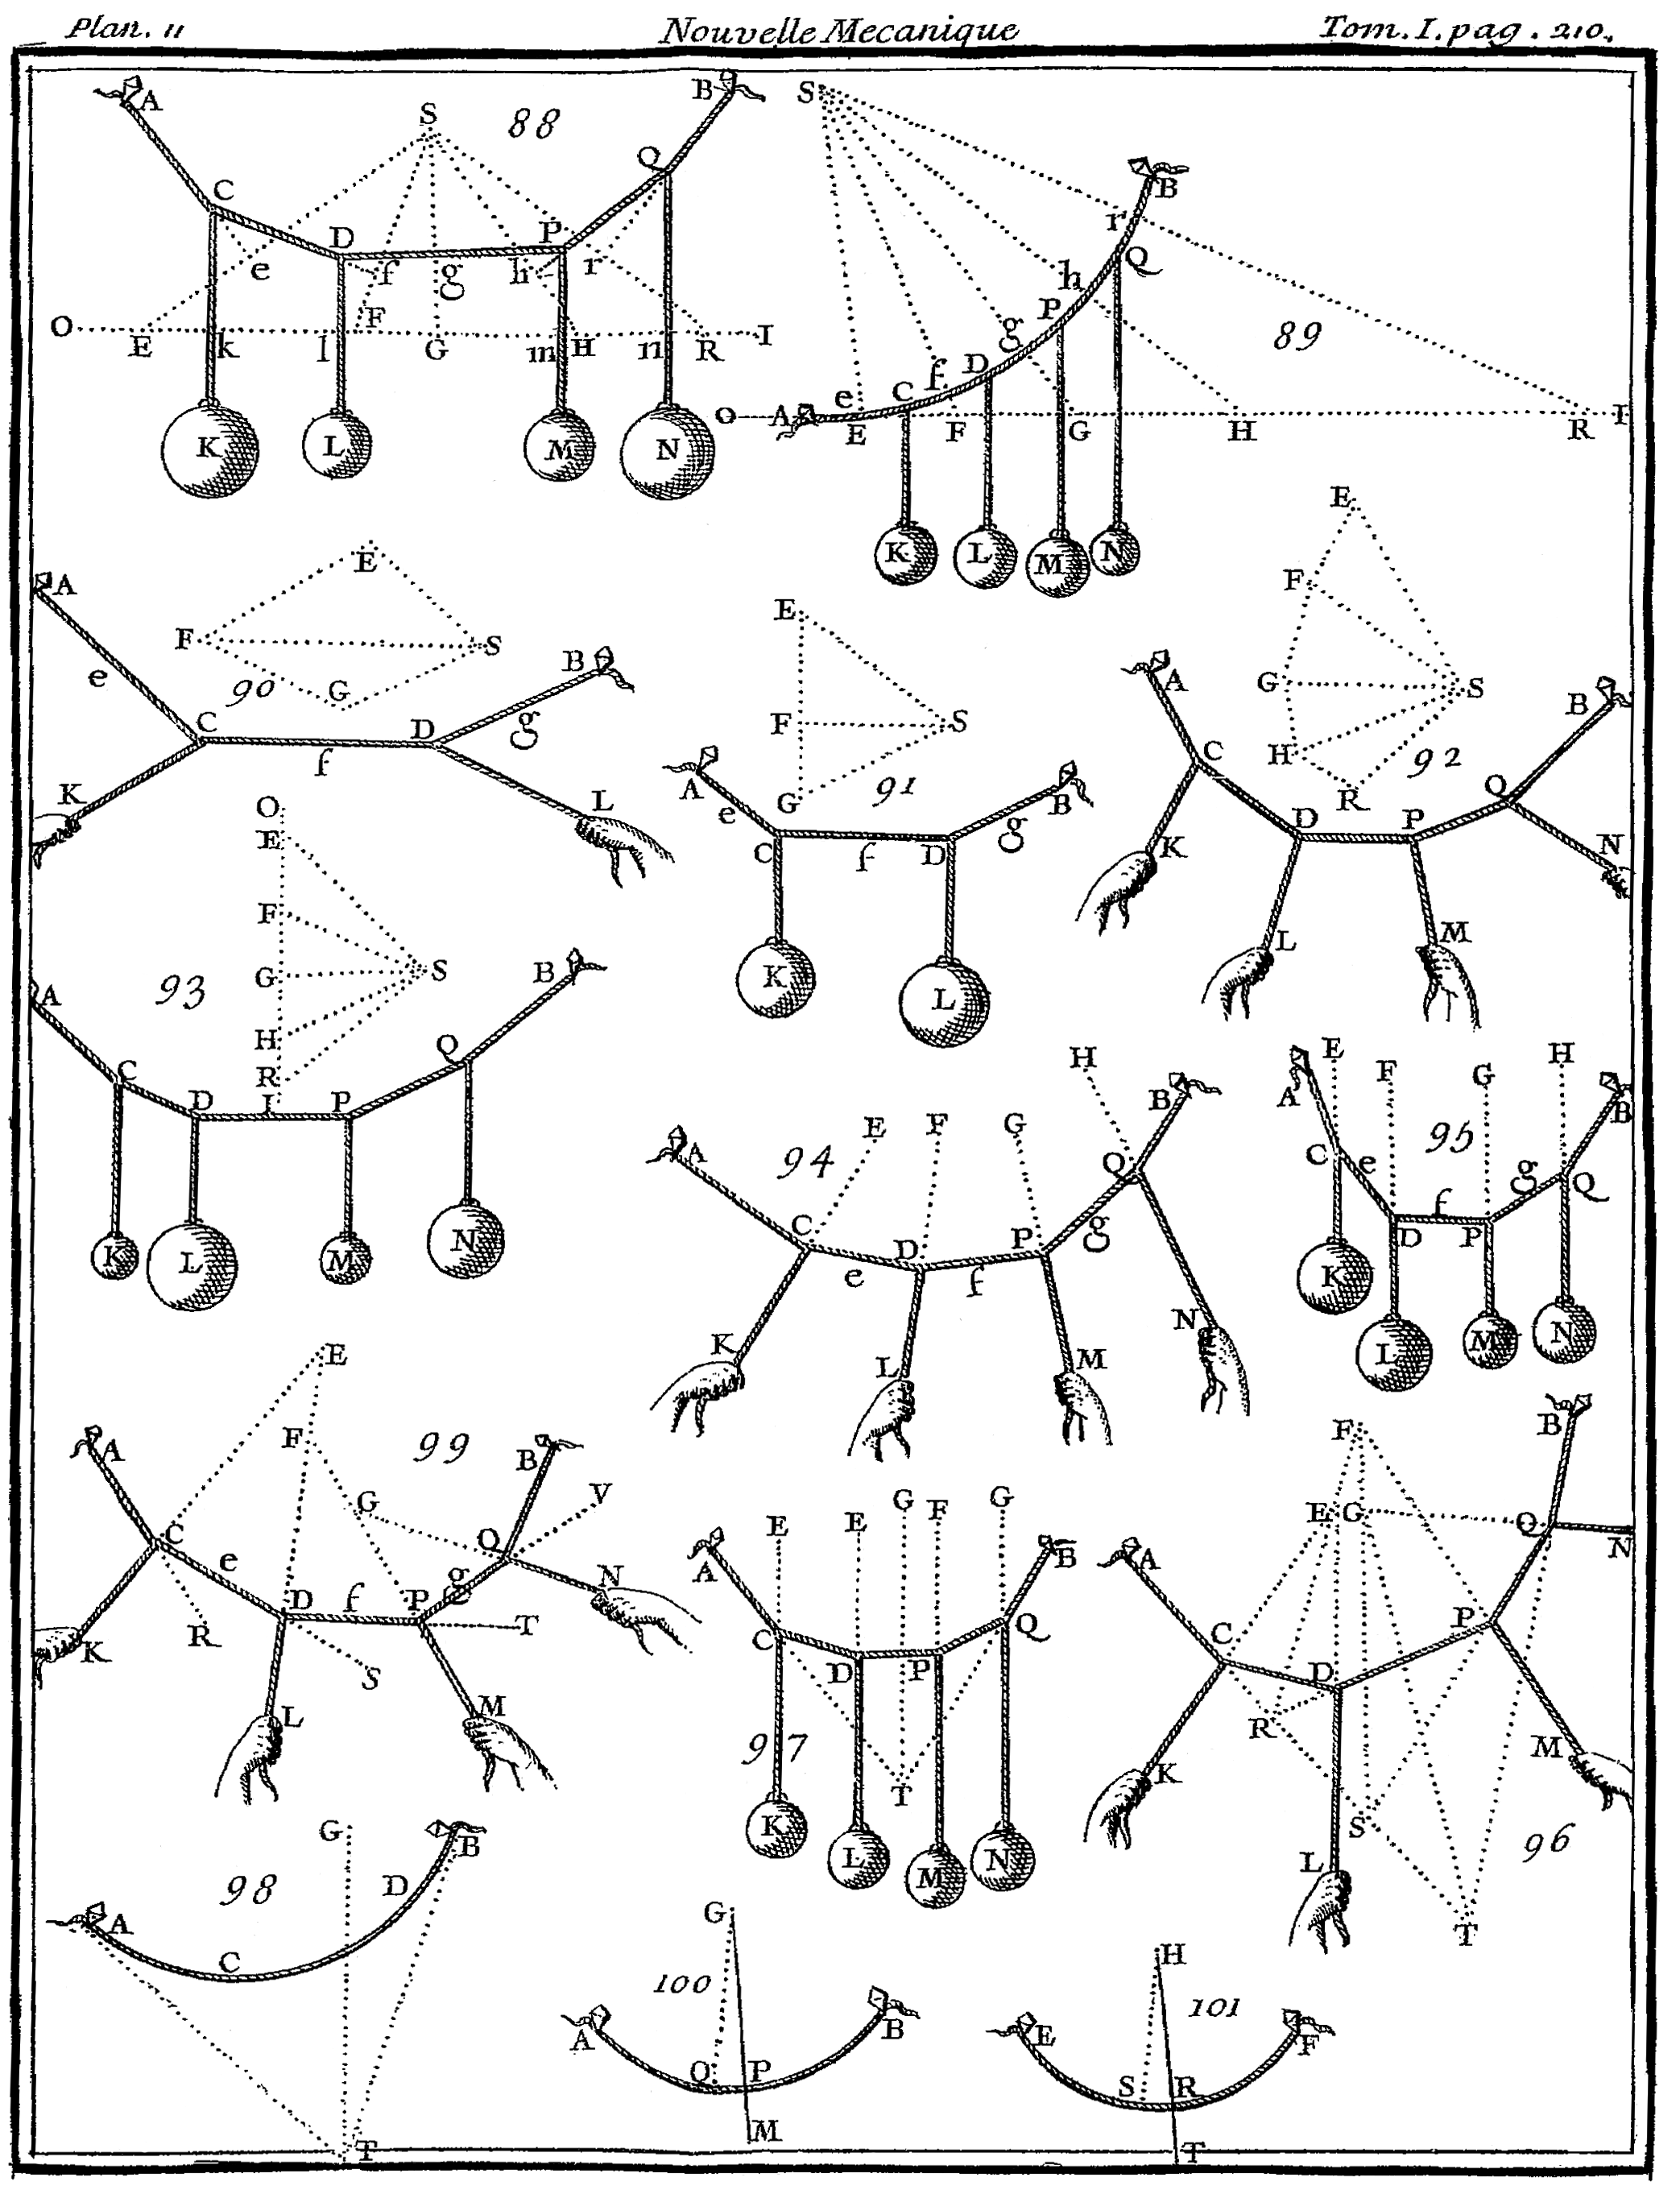 Plan. 11 Nouvelle Mecanique Tom. I. pag. 210.
88
A B S C Q D P e f g h r F
O E k l G m H n R I
K L M N
89
S B r Q h P g D f C e
O A E F G H R I
K L M N
90
A E F S B e G C D g f K L
91
E F S A G B e g C f D
K L
92
E F G S A B H C R Q D P K N L M
93
O E F G S B A H Q R C D I P
K L M N
94
H B E F G A Q C D P g e f K L M N
95
E F G H A B C e g Q f D P
K L M N
99
E F A B G V C Q e D f P g N T R K S L M
97
E E G F G A B C Q D P T
K L M N
96
F B E G Q N A P C D R M K S L T
98
G B D A C T
100
G A B Q P M
101
H E F S R T